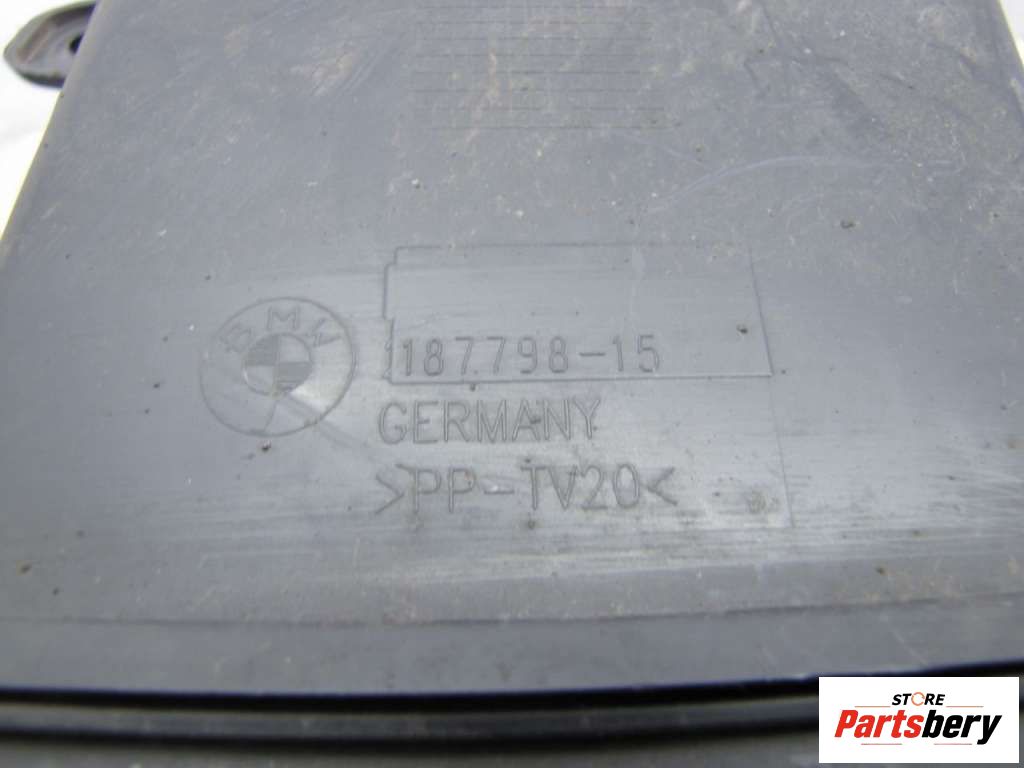 BMW
187798-15
GERMANY
>PP-TV20<
STORE
Partsbery